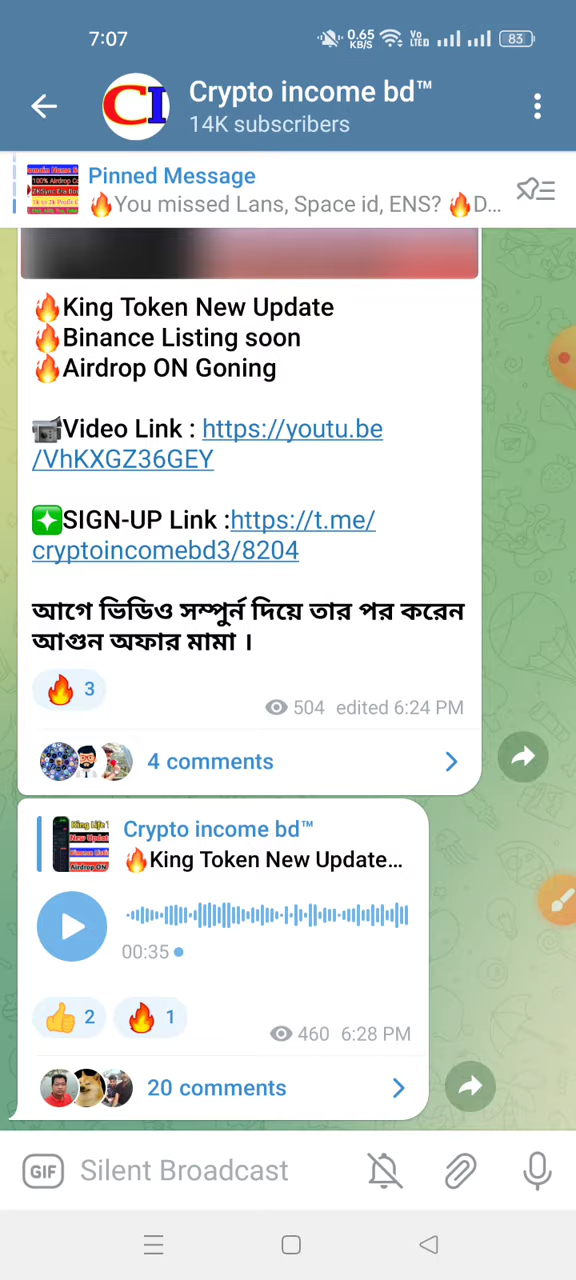 7:07
0.65
KB/S
Vo
LTE
83
CI
Crypto income bd™
14K subscribers
Pinned Message
🔥You missed Lans, Space id, ENS? 🔥D...
🔥King Token New Update
🔥Binance Listing soon
🔥Airdrop ON Goning
Video Link : https://youtu.be
/VhKXGZ36GEY
SIGN-UP Link :https://t.me/
cryptoincomebd3/8204
আগে ভিডিও সম্পুর্ন দিয়ে তার পর করেন
আগুন অফার মামা ।
🔥 3
504 edited 6:24 PM
4 comments
Crypto income bd™
🔥King Token New Update...
00:35
👍 2 🔥 1
460 6:28 PM
20 comments
GIF Silent Broadcast